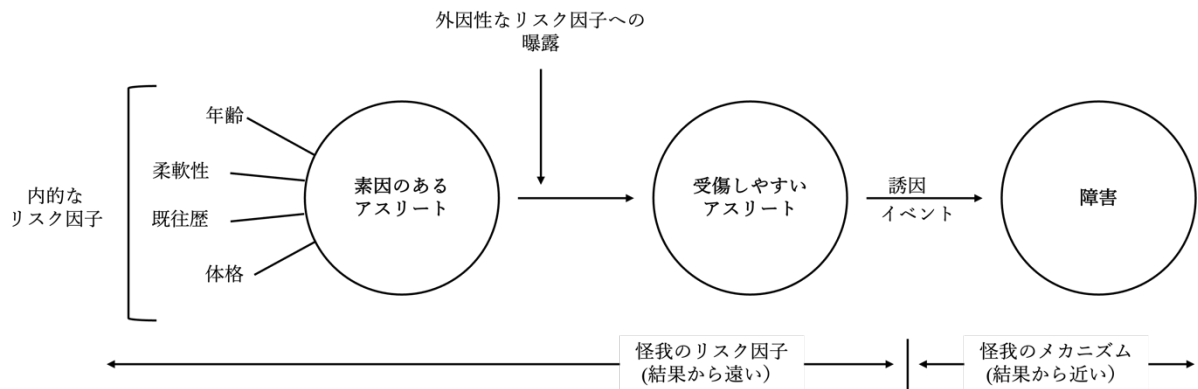 外因性なリスク因子への
曝露
年齢
柔軟性
既往歴
体格
内的な
リスク因子
素因のある
アスリート
受傷しやすい
アスリート
誘因
イベント
障害
怪我のリスク因子
(結果から遠い）
怪我のメカニズム
(結果から近い）